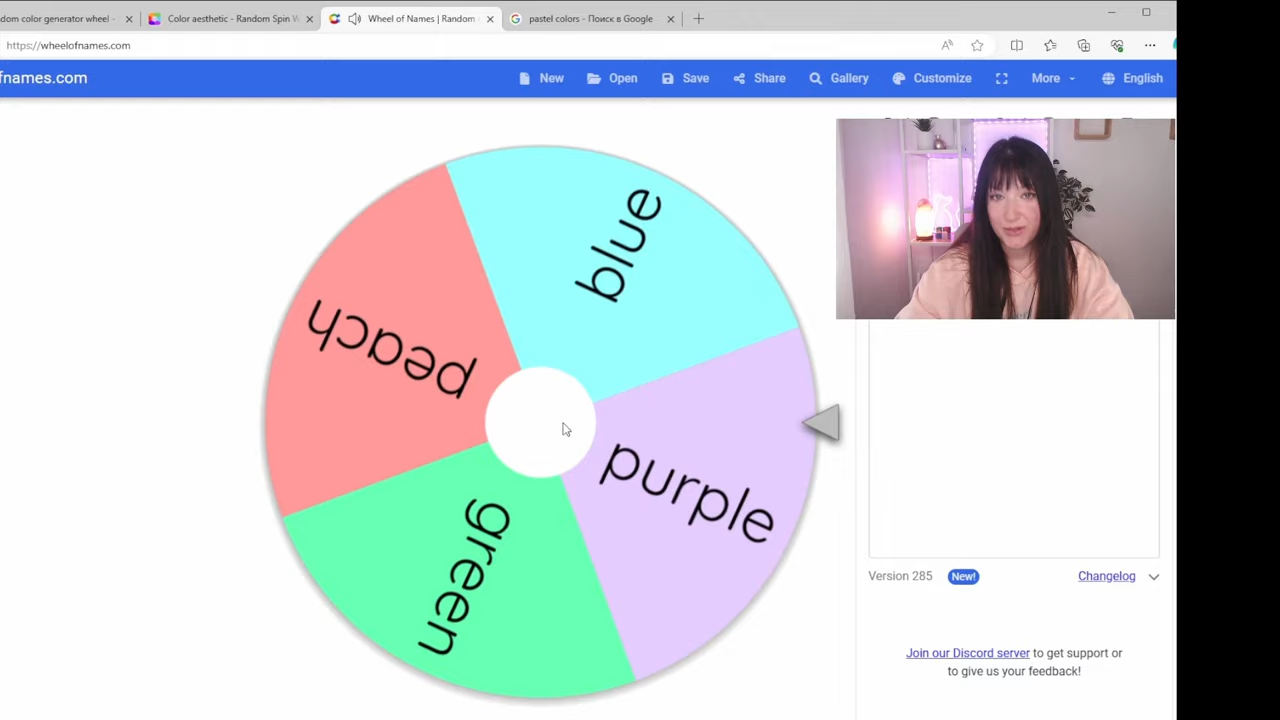 om color generator wheel -
Color aesthetic - Random Spin W
Wheel of Names | Random
pastel colors - Поиск в Google
https://wheelofnames.com
fnames.com
New
Open
Save
Share
Gallery
Customize
More
English
blue
peach
purple
green
Version 285
New!
Changelog
Join our Discord server to get support or
to give us your feedback!